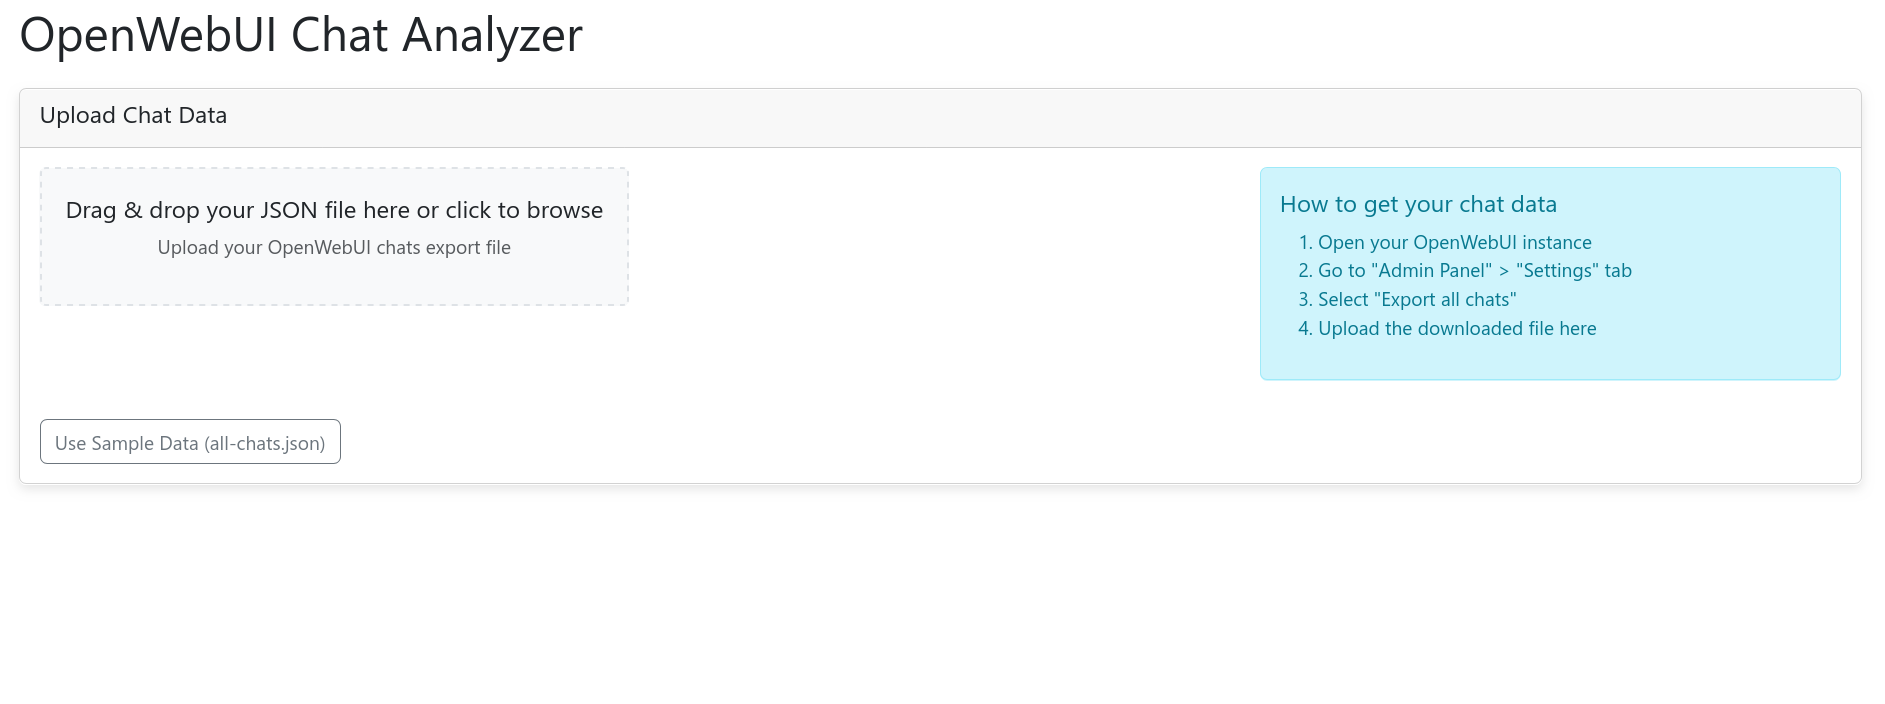 OpenWebUI Chat Analyzer
Upload Chat Data
Drag & drop your JSON file here or click to browse
Upload your OpenWebUI chats export file
How to get your chat data
1. Open your OpenWebUI instance
2. Go to "Admin Panel" > "Settings" tab
3. Select "Export all chats"
4. Upload the downloaded file here
Use Sample Data (all-chats.json)